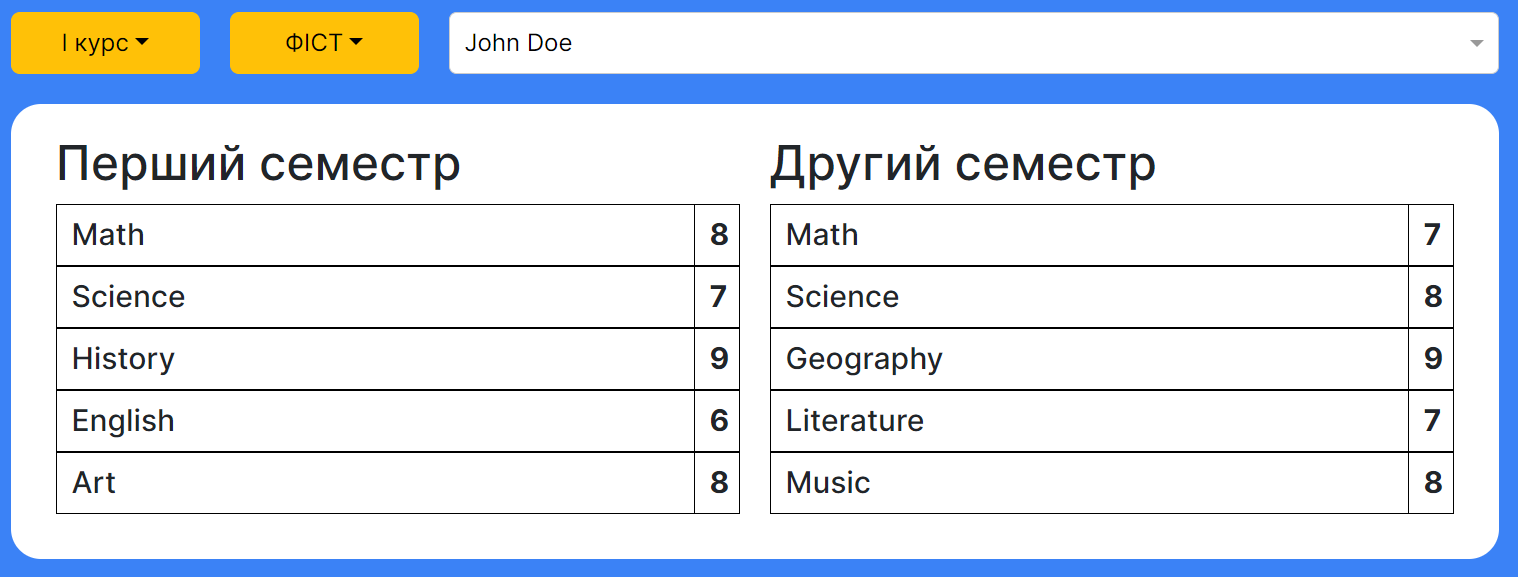 І курс
ФІСТ
John Doe
Перший семестр
Math 8
Science 7
History 9
English 6
Art 8
Другий семестр
Math 7
Science 8
Geography 9
Literature 7
Music 8